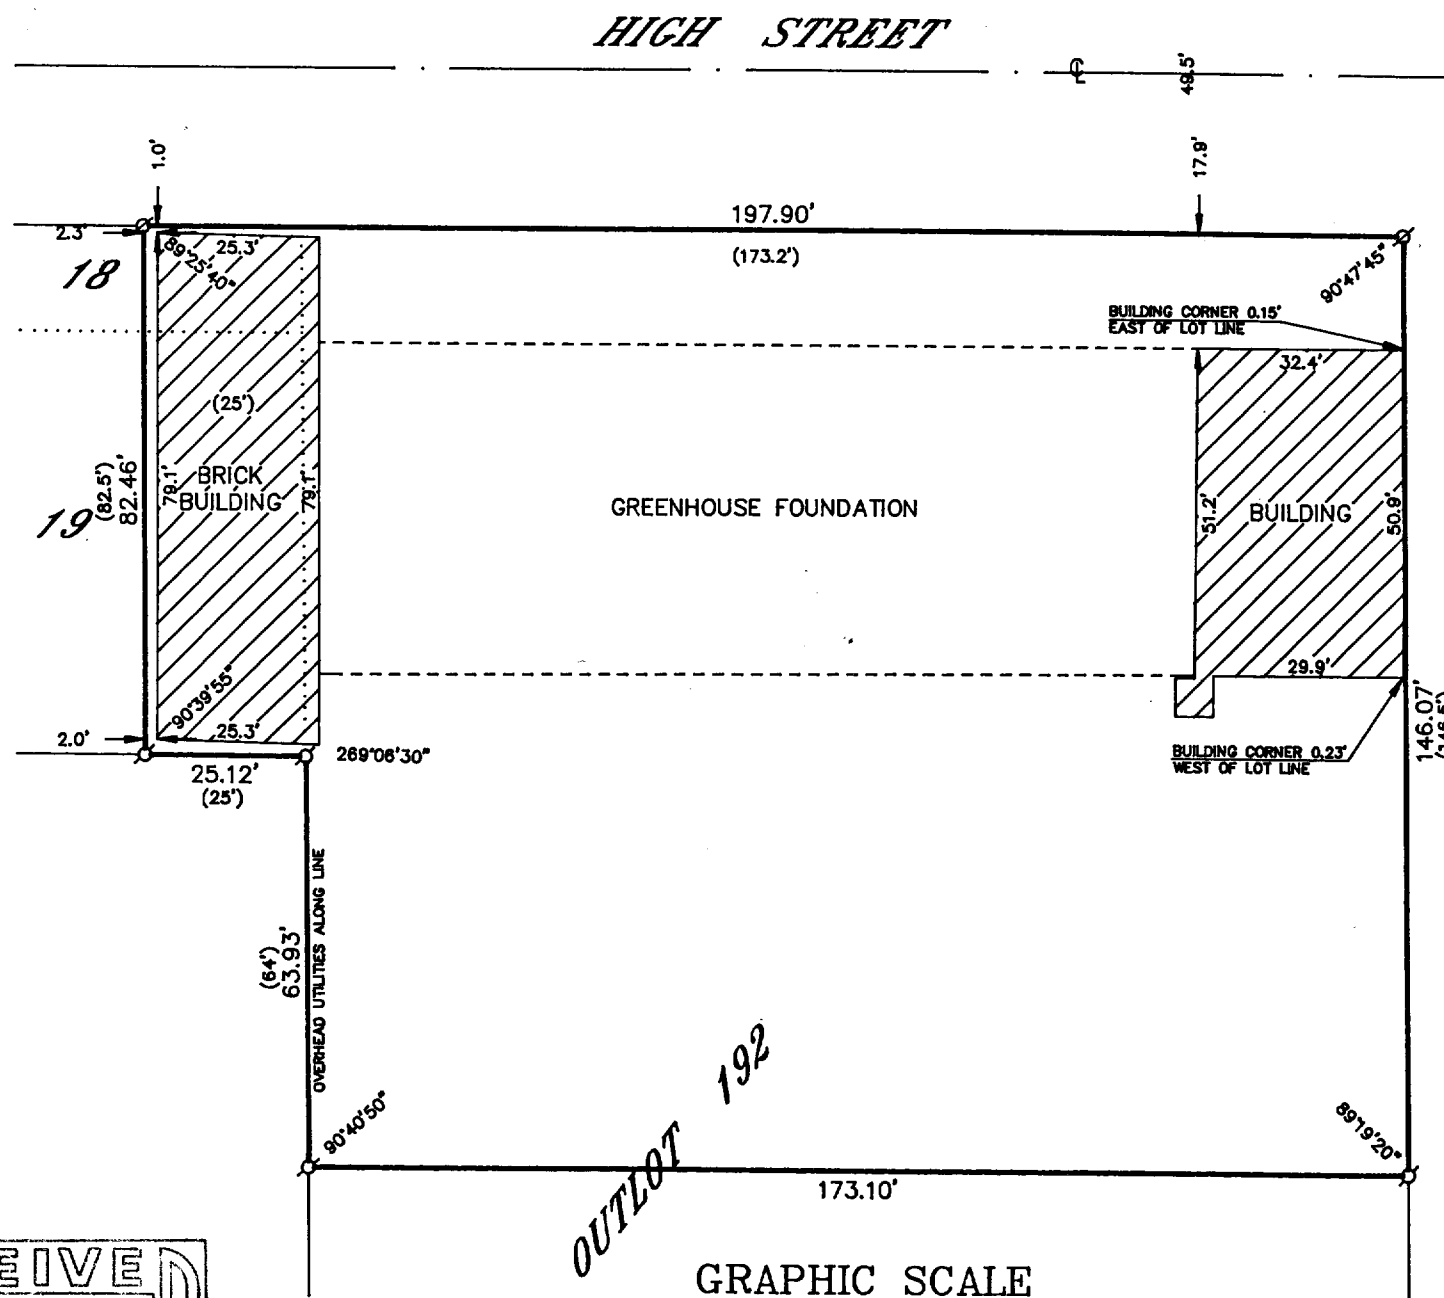 HIGH STREET
℄
49.5'
1.0'
17.9'
197.90'
(173.2')
2.3'
25.3'
89°25'40"
90°47'45"
18
BUILDING CORNER 0.15'
EAST OF LOT LINE
32.4'
(25')
(82.5')
82.46'
79.1'
BRICK
BUILDING
79.1'
GREENHOUSE FOUNDATION
51.2'
BUILDING
50.9'
19
29.9'
90°39'55"
25.3'
2.0'
269°06'30"
25.12'
(25')
BUILDING CORNER 0.23'
WEST OF LOT LINE
146.07'
(146.5')
OVERHEAD UTILITIES ALONG LINE
(64')
63.93'
90°40'50"
OUTLOT 192
89°19'20"
173.10'
EIVE
GRAPHIC SCALE